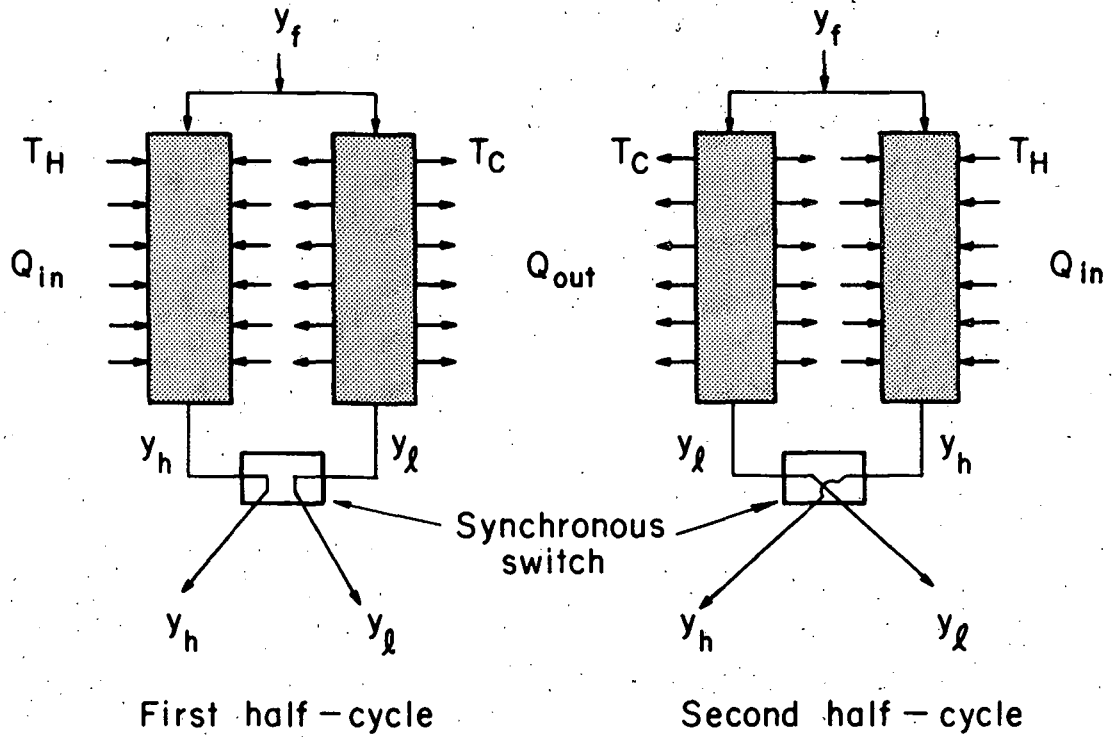 y_f
y_f
T_H
T_C
T_C
T_H
Q_in
Q_out
Q_in
y_h
y_ℓ
y_ℓ
y_h
Synchronous
switch
y_h
y_ℓ
y_h
y_ℓ
First half-cycle
Second half-cycle